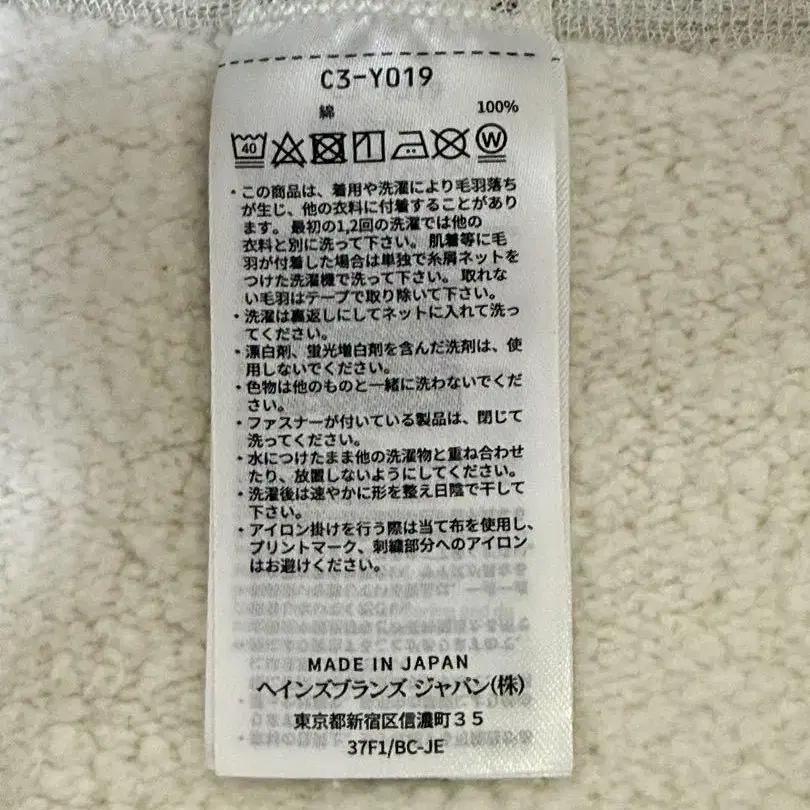 C3-Y019
綿 100%
40 W
・この商品は、着用や洗濯により毛羽落ち
が生じ、他の衣料に付着することがあり
ます。最初の1,2回の洗濯では他の
衣料と別に洗って下さい。肌着等に毛
羽が付着した場合は単独で糸屑ネットを
つけた洗濯機で洗って下さい。取れな
い毛羽はテープで取り除いて下さい。
・洗濯は裏返しにしてネットに入れて洗っ
てください。
・漂白剤、蛍光増白剤を含んだ洗剤は、使
用しないでください。
・色物は他のものと一緒に洗わないでくだ
さい。
・ファスナーが付いている製品は、閉じて
洗ってください。
・水につけたまま他の洗濯物と重ね合わせ
たり、放置しないようにしてください。
・洗濯後は速やかに形を整え日陰で干して
下さい。
・アイロン掛けを行う際は当て布を使用し、
プリントマーク、刺繍部分へのアイロン
はお避けください。
MADE IN JAPAN
ヘインズブランズ ジャパン(株)
東京都新宿区信濃町35
37F1/BC-JE